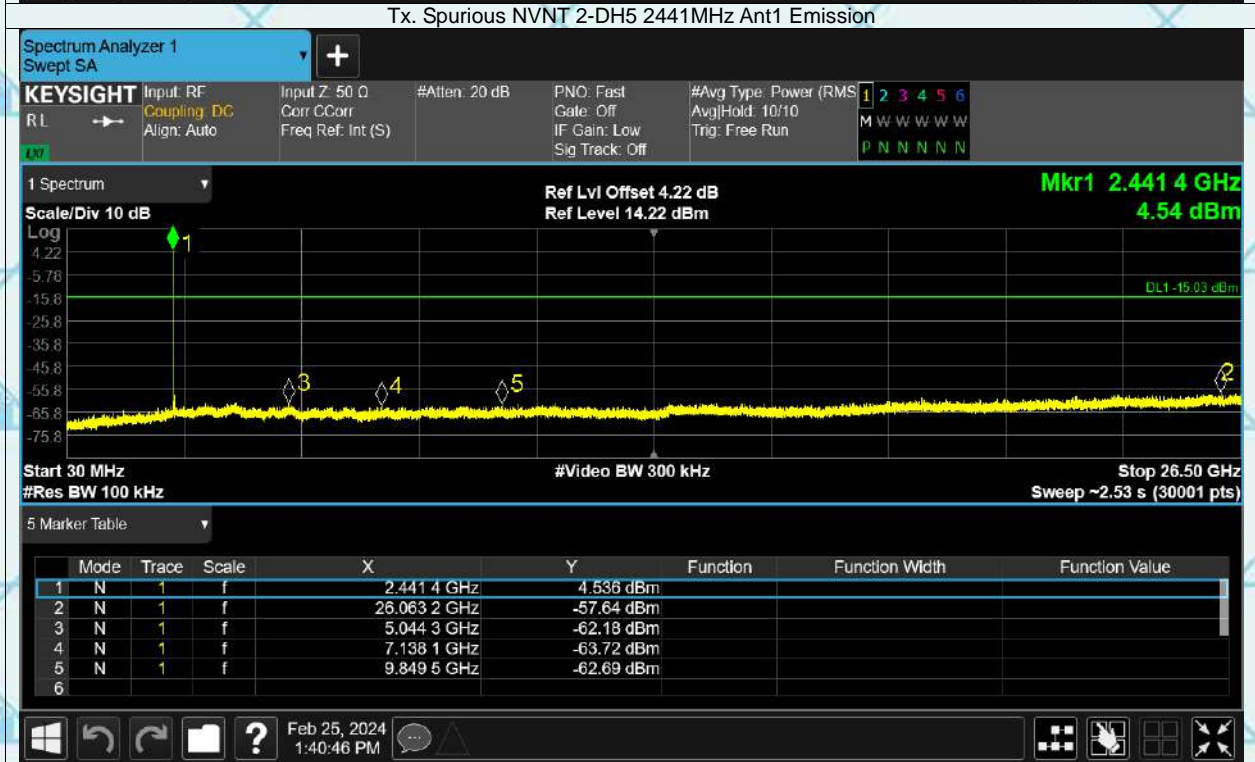 Tx. Spurious NVNT 2-DH5 2441MHz Ant1 Emission
Spectrum Analyzer 1
Swept SA
+
KEYSIGHT Input: RF Input Z: 50 Ω #Atten: 20 dB PNO: Fast #Avg Type: Power (RMS 1 2 3 4 5 6
RL Coupling: DC Corr CCorr Gate: Off Avg|Hold: 10/10 M W W W W W
Align: Auto Freq Ref: Int (S) IF Gain: Low Trig: Free Run
LXI Sig Track: Off P N N N N N
1 Spectrum Ref Lvl Offset 4.22 dB Mkr1 2.441 4 GHz
Scale/Div 10 dB Ref Level 14.22 dBm 4.54 dBm
Log
1
4.22
-5.78
DL1 -15.03 dBm
-15.8
-25.8
-35.8
-45.8
2
3 4 5
-55.8
-65.8
-75.8
Start 30 MHz #Video BW 300 kHz Stop 26.50 GHz
#Res BW 100 kHz Sweep ~2.53 s (30001 pts)
5 Marker Table
Mode Trace Scale X Y Function Function Width Function Value
1 N 1 f 2.441 4 GHz 4.536 dBm
2 N 1 f 26.063 2 GHz -57.64 dBm
3 N 1 f 5.044 3 GHz -62.18 dBm
4 N 1 f 7.138 1 GHz -63.72 dBm
5 N 1 f 9.849 5 GHz -62.69 dBm
6
? Feb 25, 2024
1:40:46 PM